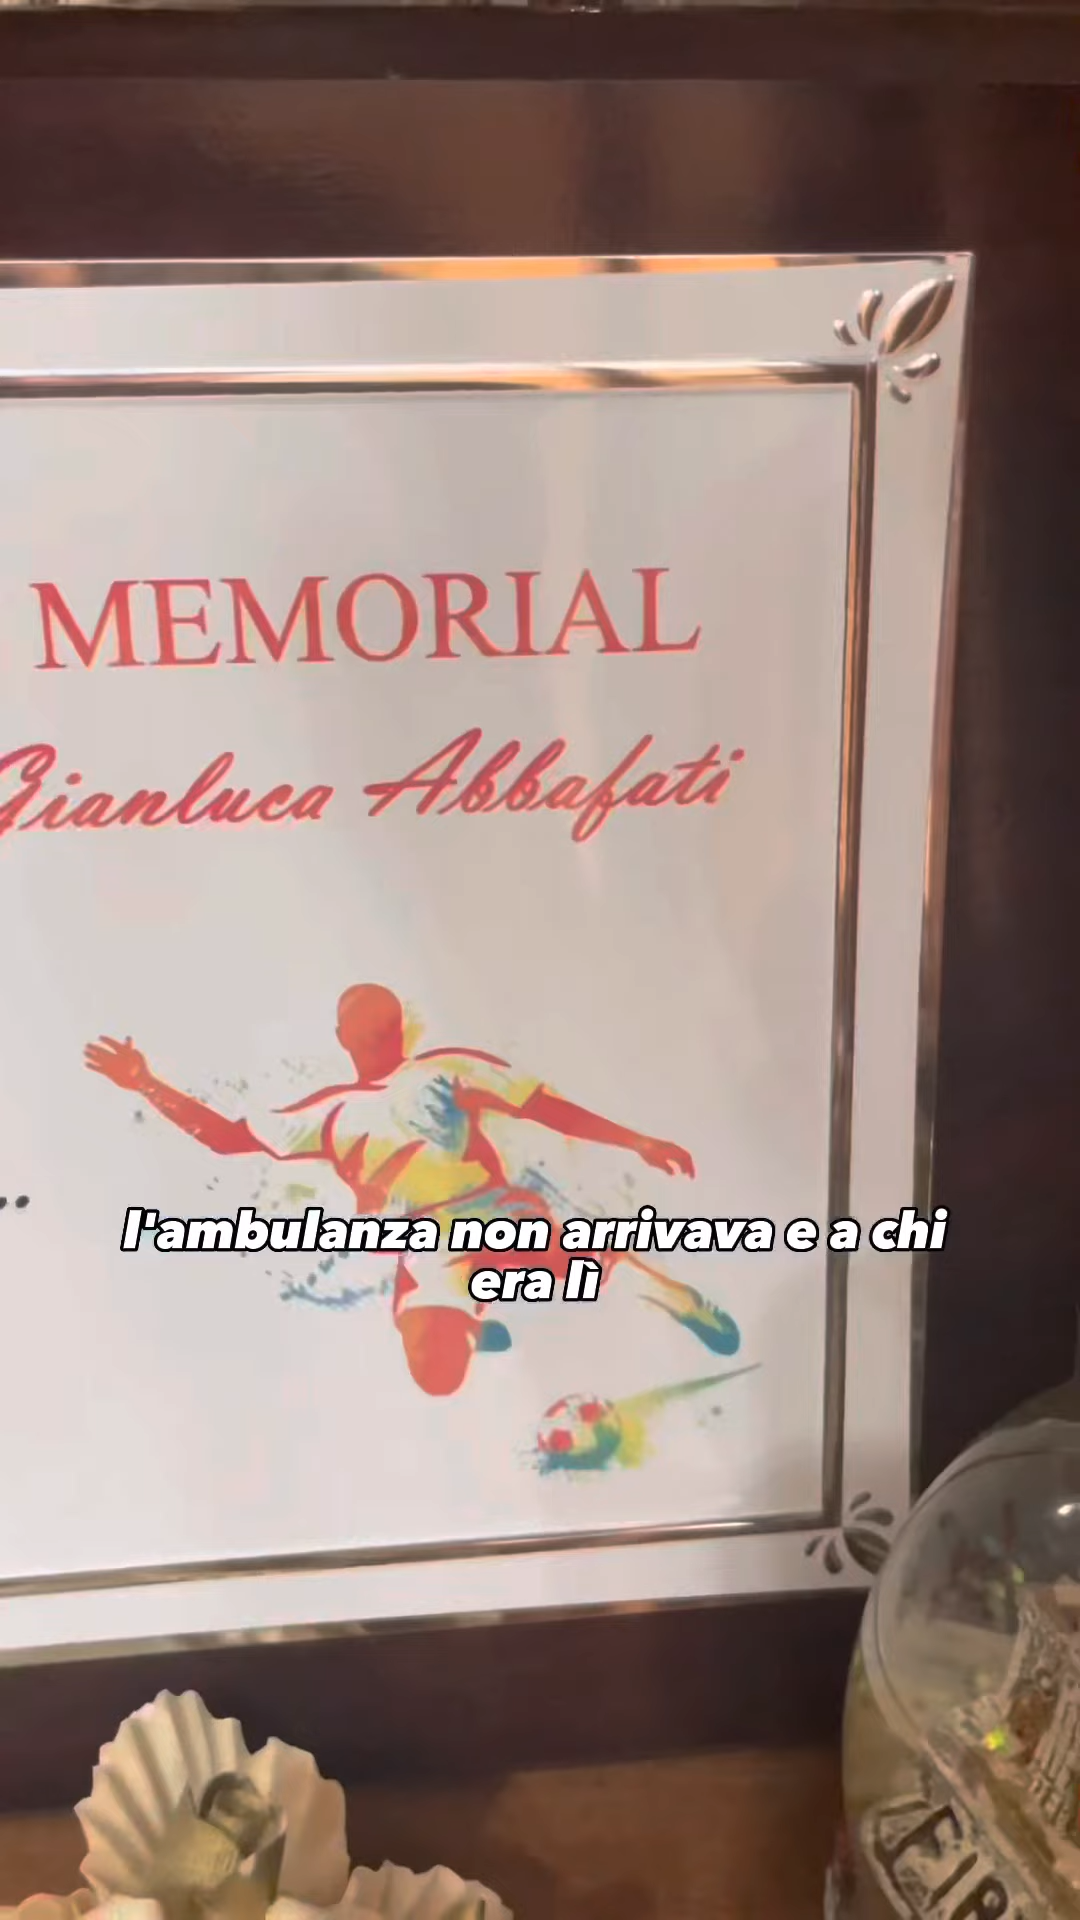 MEMORIAL
Gianluca Abbafati
..
l'ambulanza non arrivava e a chi
era lì